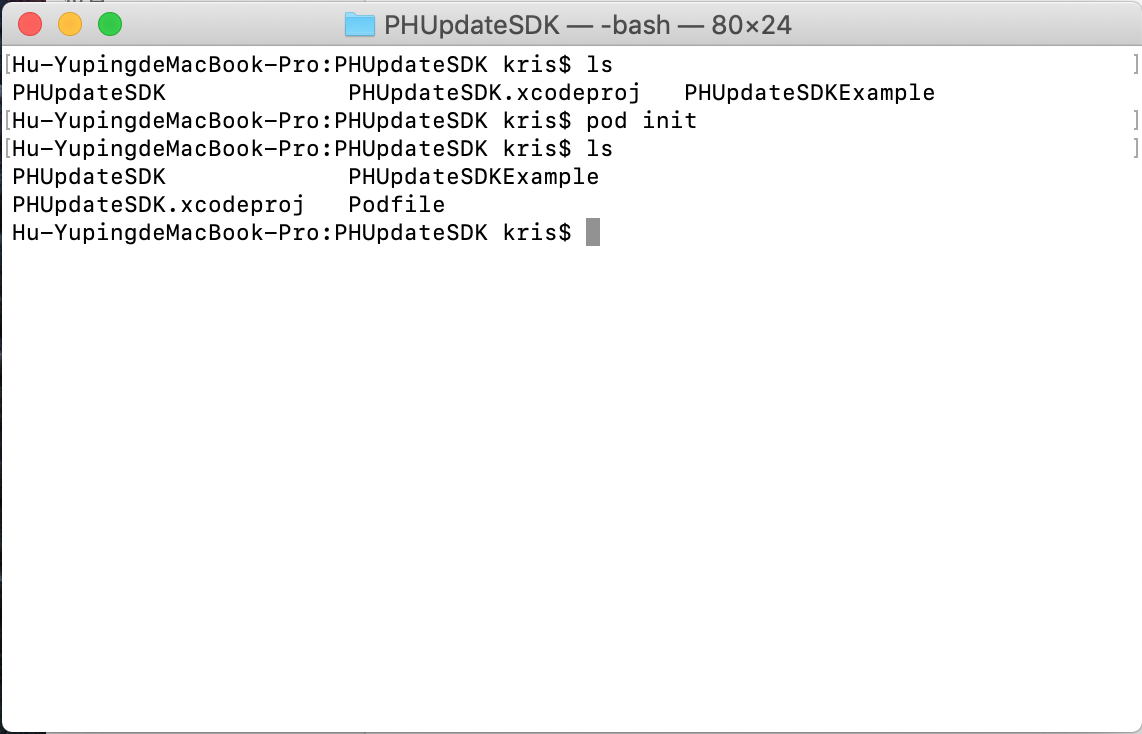 PHUpdateSDK — -bash — 80×24
[Hu-YupingdeMacBook-Pro:PHUpdateSDK kris$ ls ]
PHUpdateSDK PHUpdateSDK.xcodeproj PHUpdateSDKExample
[Hu-YupingdeMacBook-Pro:PHUpdateSDK kris$ pod init ]
[Hu-YupingdeMacBook-Pro:PHUpdateSDK kris$ ls ]
PHUpdateSDK PHUpdateSDKExample
PHUpdateSDK.xcodeproj Podfile
Hu-YupingdeMacBook-Pro:PHUpdateSDK kris$